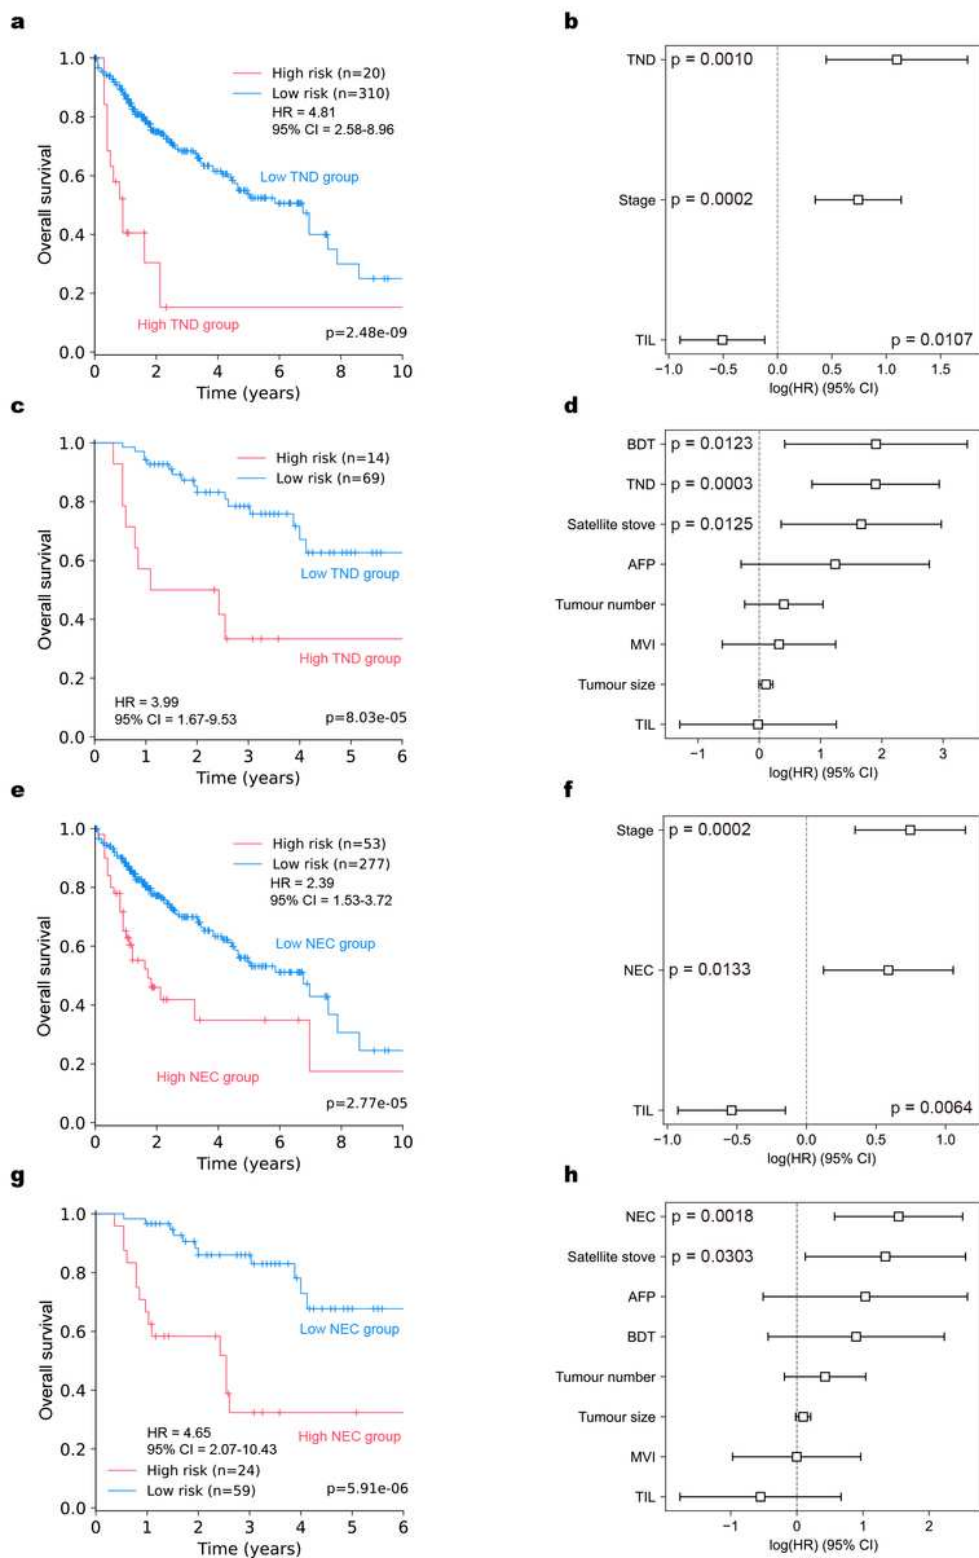 a
Overall survival
1.0
0.8
0.6
0.4
0.2
0.0
High risk (n=20)
Low risk (n=310)
HR = 4.81
95% CI = 2.58-8.96
Low TND group
High TND group
p=2.48e-09
0 2 4 6 8 10
Time (years)
b
TND
p = 0.0010
Stage
p = 0.0002
TIL
p = 0.0107
−1.0 −0.5 0.0 0.5 1.0 1.5
log(HR) (95% CI)
c
Overall survival
1.0
0.8
0.6
0.4
0.2
0.0
High risk (n=14)
Low risk (n=69)
Low TND group
High TND group
HR = 3.99
95% CI = 1.67-9.53
p=8.03e-05
0 1 2 3 4 5 6
Time (years)
d
BDT
p = 0.0123
TND
p = 0.0003
Satellite stove
p = 0.0125
AFP
Tumour number
MVI
Tumour size
TIL
−1 0 1 2 3
log(HR) (95% CI)
e
Overall survival
1.0
0.8
0.6
0.4
0.2
0.0
High risk (n=53)
Low risk (n=277)
HR = 2.39
95% CI = 1.53-3.72
Low NEC group
High NEC group
p=2.77e-05
0 2 4 6 8 10
Time (years)
f
Stage
p = 0.0002
NEC
p = 0.0133
TIL
p = 0.0064
−1.0 −0.5 0.0 0.5 1.0
log(HR) (95% CI)
g
Overall survival
1.0
0.8
0.6
0.4
0.2
0.0
Low NEC group
High NEC group
HR = 4.65
95% CI = 2.07-10.43
High risk (n=24)
Low risk (n=59)
p=5.91e-06
0 1 2 3 4 5 6
Time (years)
h
NEC
p = 0.0018
Satellite stove
p = 0.0303
AFP
BDT
Tumour number
Tumour size
MVI
TIL
−1 0 1 2
log(HR) (95% CI)